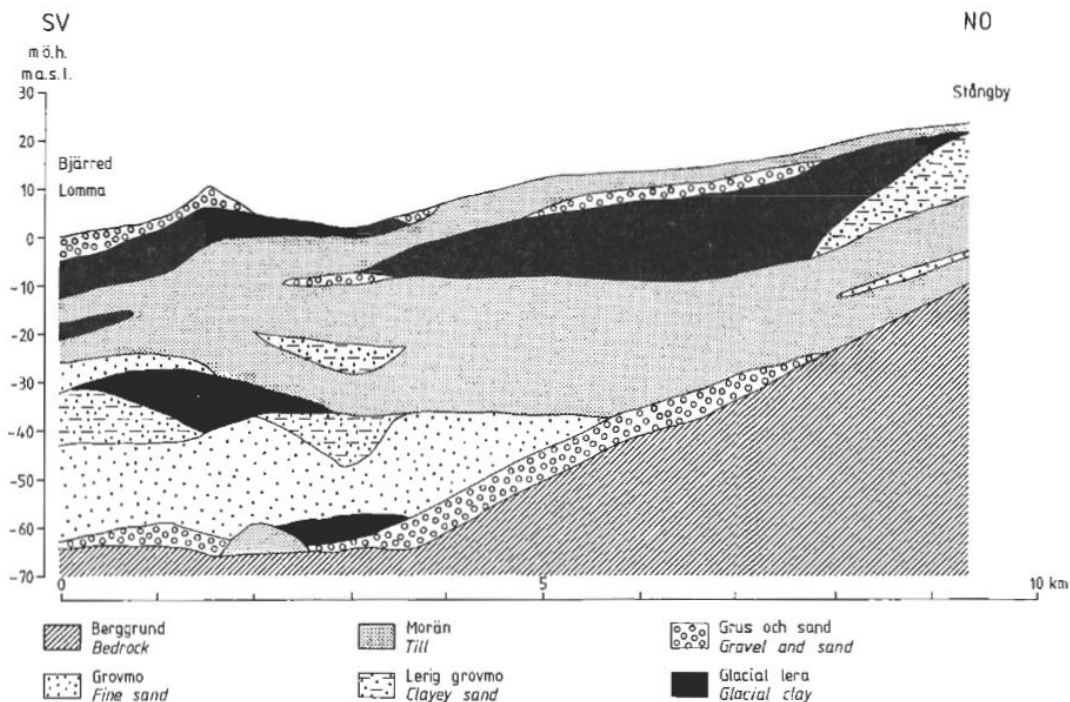 SV
NO
m ö.h.
m a.s.l.
30
20
10
0
-10
-20
-30
-40
-50
-60
-70
Bjärred
Lomma
Stångby
0
5
10 km
Berggrund
Bedrock
Morän
Till
Grus och sand
Gravel and sand
Grovmo
Fine sand
Lerig grovmo
Clayey sand
Glacial lera
Glacial clay